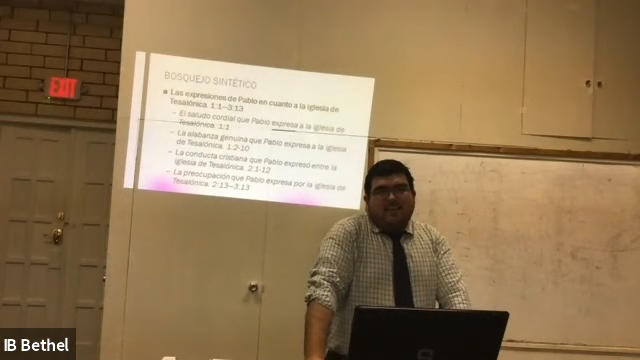 EXIT
BOSQUEJO SINTÉTICO
Las expresiones de Pablo en cuanto a la iglesia de
Tesalónica. 1:1–3:13
– El saludo cordial que Pablo expresa a la iglesia de
Tesalónica. 1:1
– La alabanza genuina que Pablo expresa a la iglesia
de Tesalónica. 1:2-10
– La conducta cristiana que Pablo expresó entre la
iglesia de Tesalónica. 2:1-12
– La preocupación que Pablo expresa por la iglesia de
Tesalónica. 2:13–3:13
IB Bethel